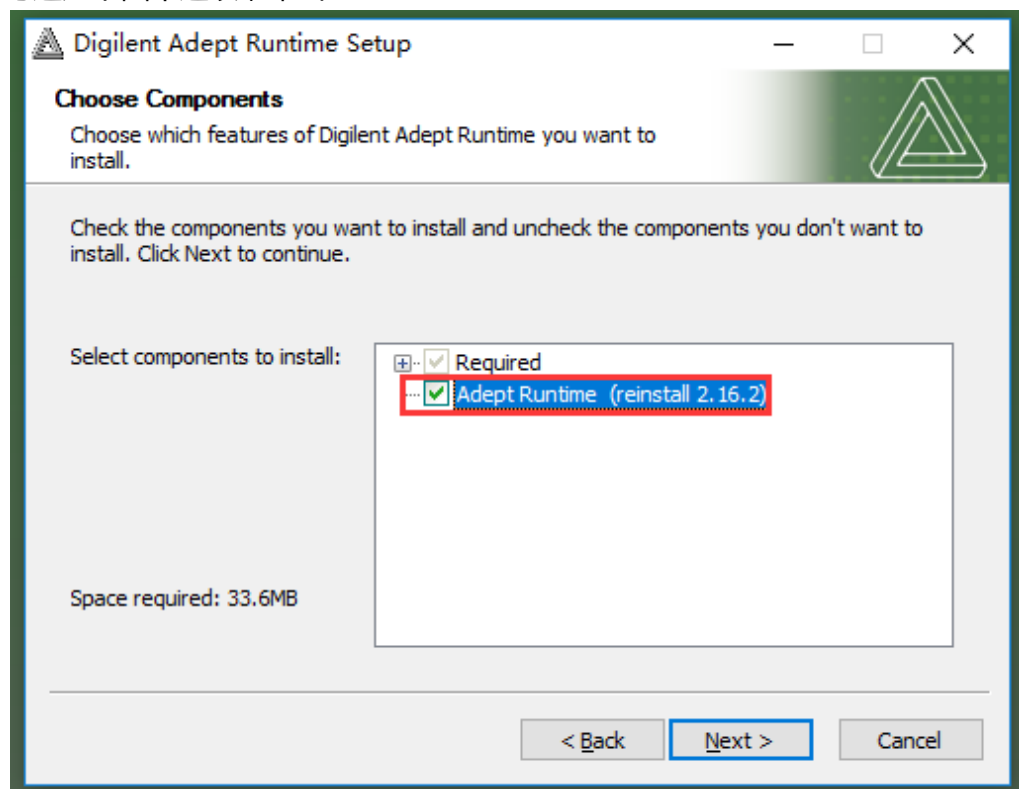 Digilent Adept Runtime Setup
Choose Components
Choose which features of Digilent Adept Runtime you want to
install.
Check the components you want to install and uncheck the components you don't want to
install. Click Next to continue.
Select components to install:
Required
Adept Runtime (reinstall 2.16.2)
Space required: 33.6MB
< Back
Next >
Cancel